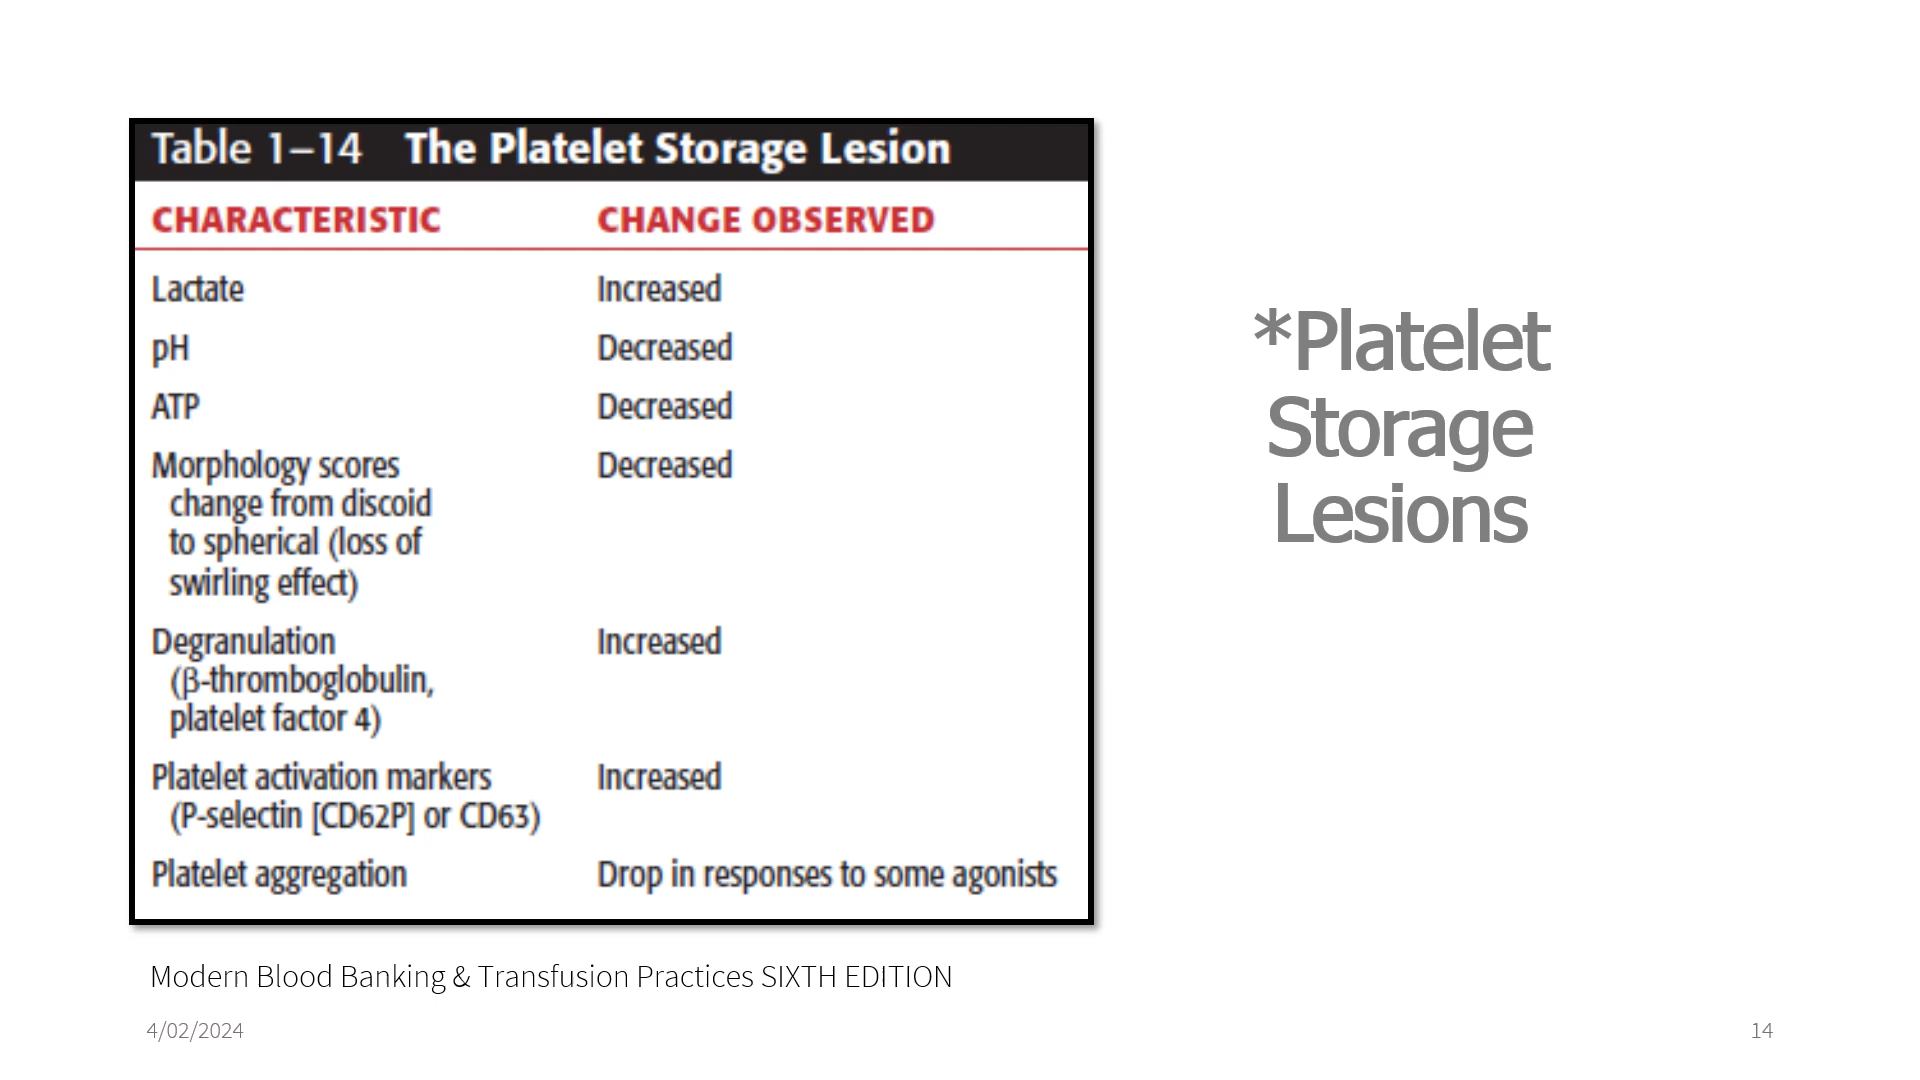 Table 1–14 The Platelet Storage Lesion
CHARACTERISTIC CHANGE OBSERVED
Lactate Increased
pH Decreased
ATP Decreased
Morphology scores Decreased
change from discoid
to spherical (loss of
swirling effect)
Degranulation Increased
(β-thromboglobulin,
platelet factor 4)
Platelet activation markers Increased
(P-selectin [CD62P] or CD63)
Platelet aggregation Drop in responses to some agonists
*Platelet
Storage
Lesions
Modern Blood Banking & Transfusion Practices SIXTH EDITION
4/02/2024
14